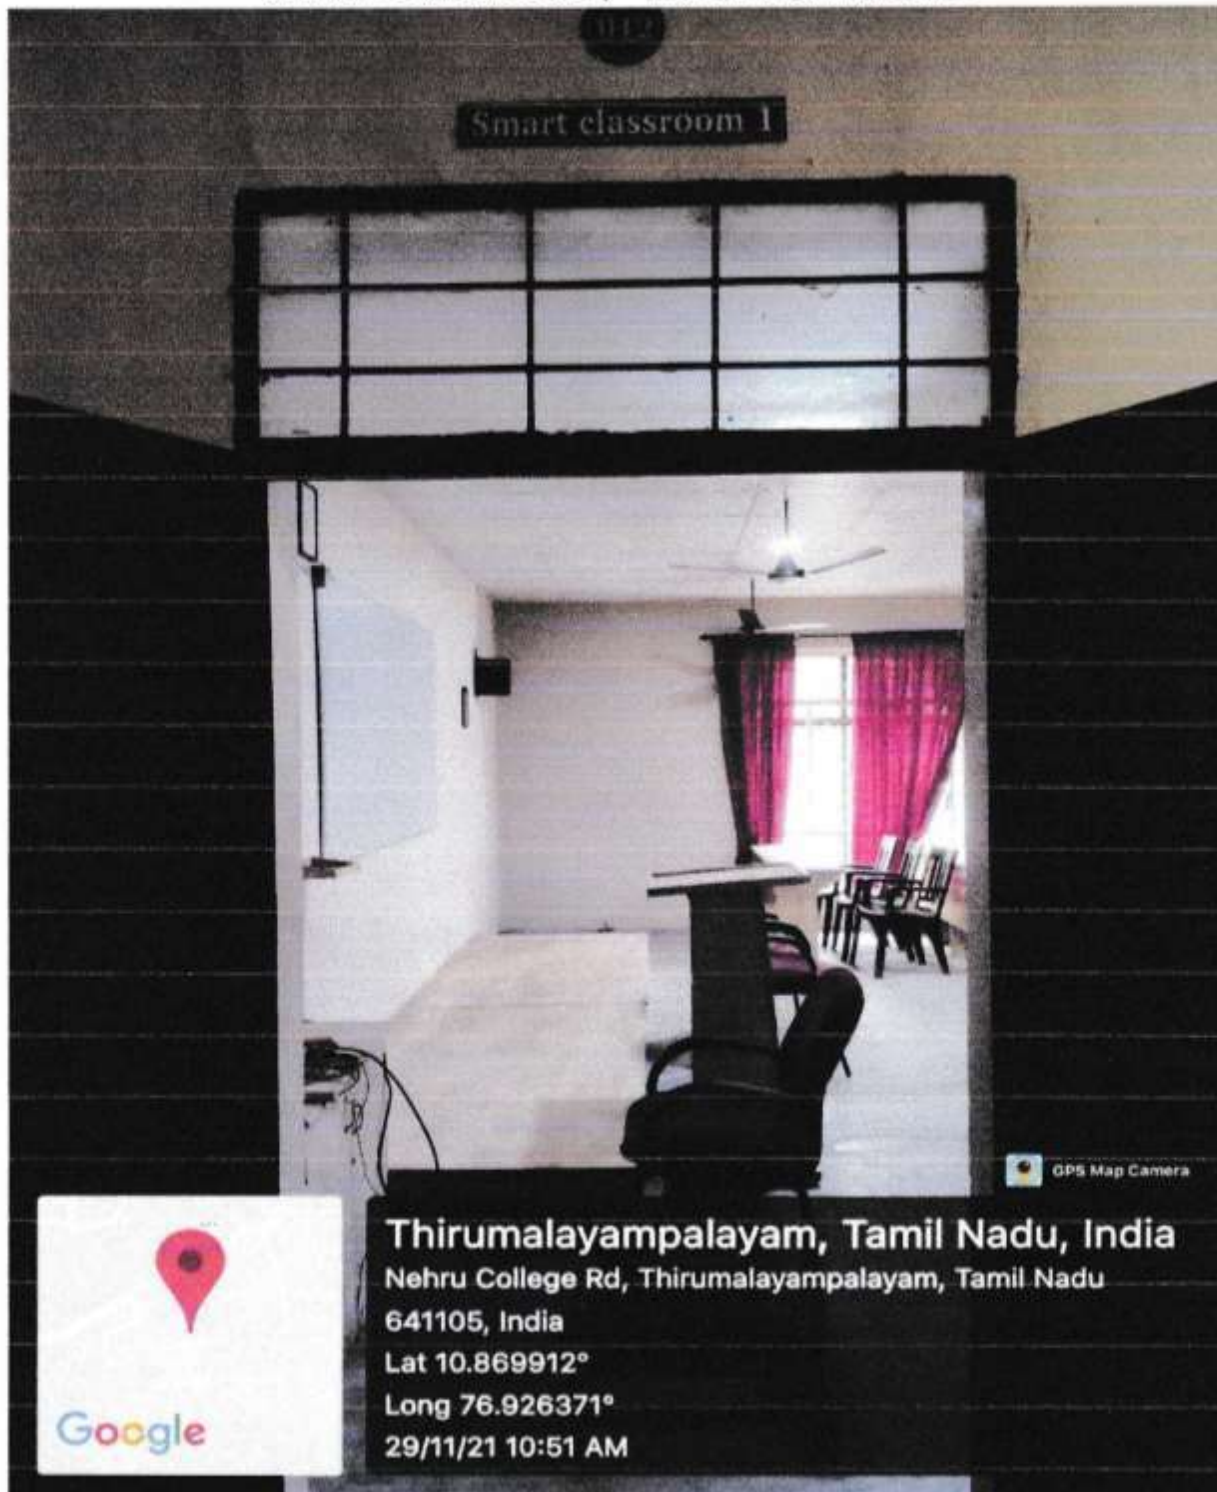 Smart classroom 1
GPS Map Camera
Thirumalayampalayam, Tamil Nadu, India
Nehru College Rd, Thirumalayampalayam, Tamil Nadu
641105, India
Lat 10.869912°
Long 76.926371°
29/11/21 10:51 AM
Google